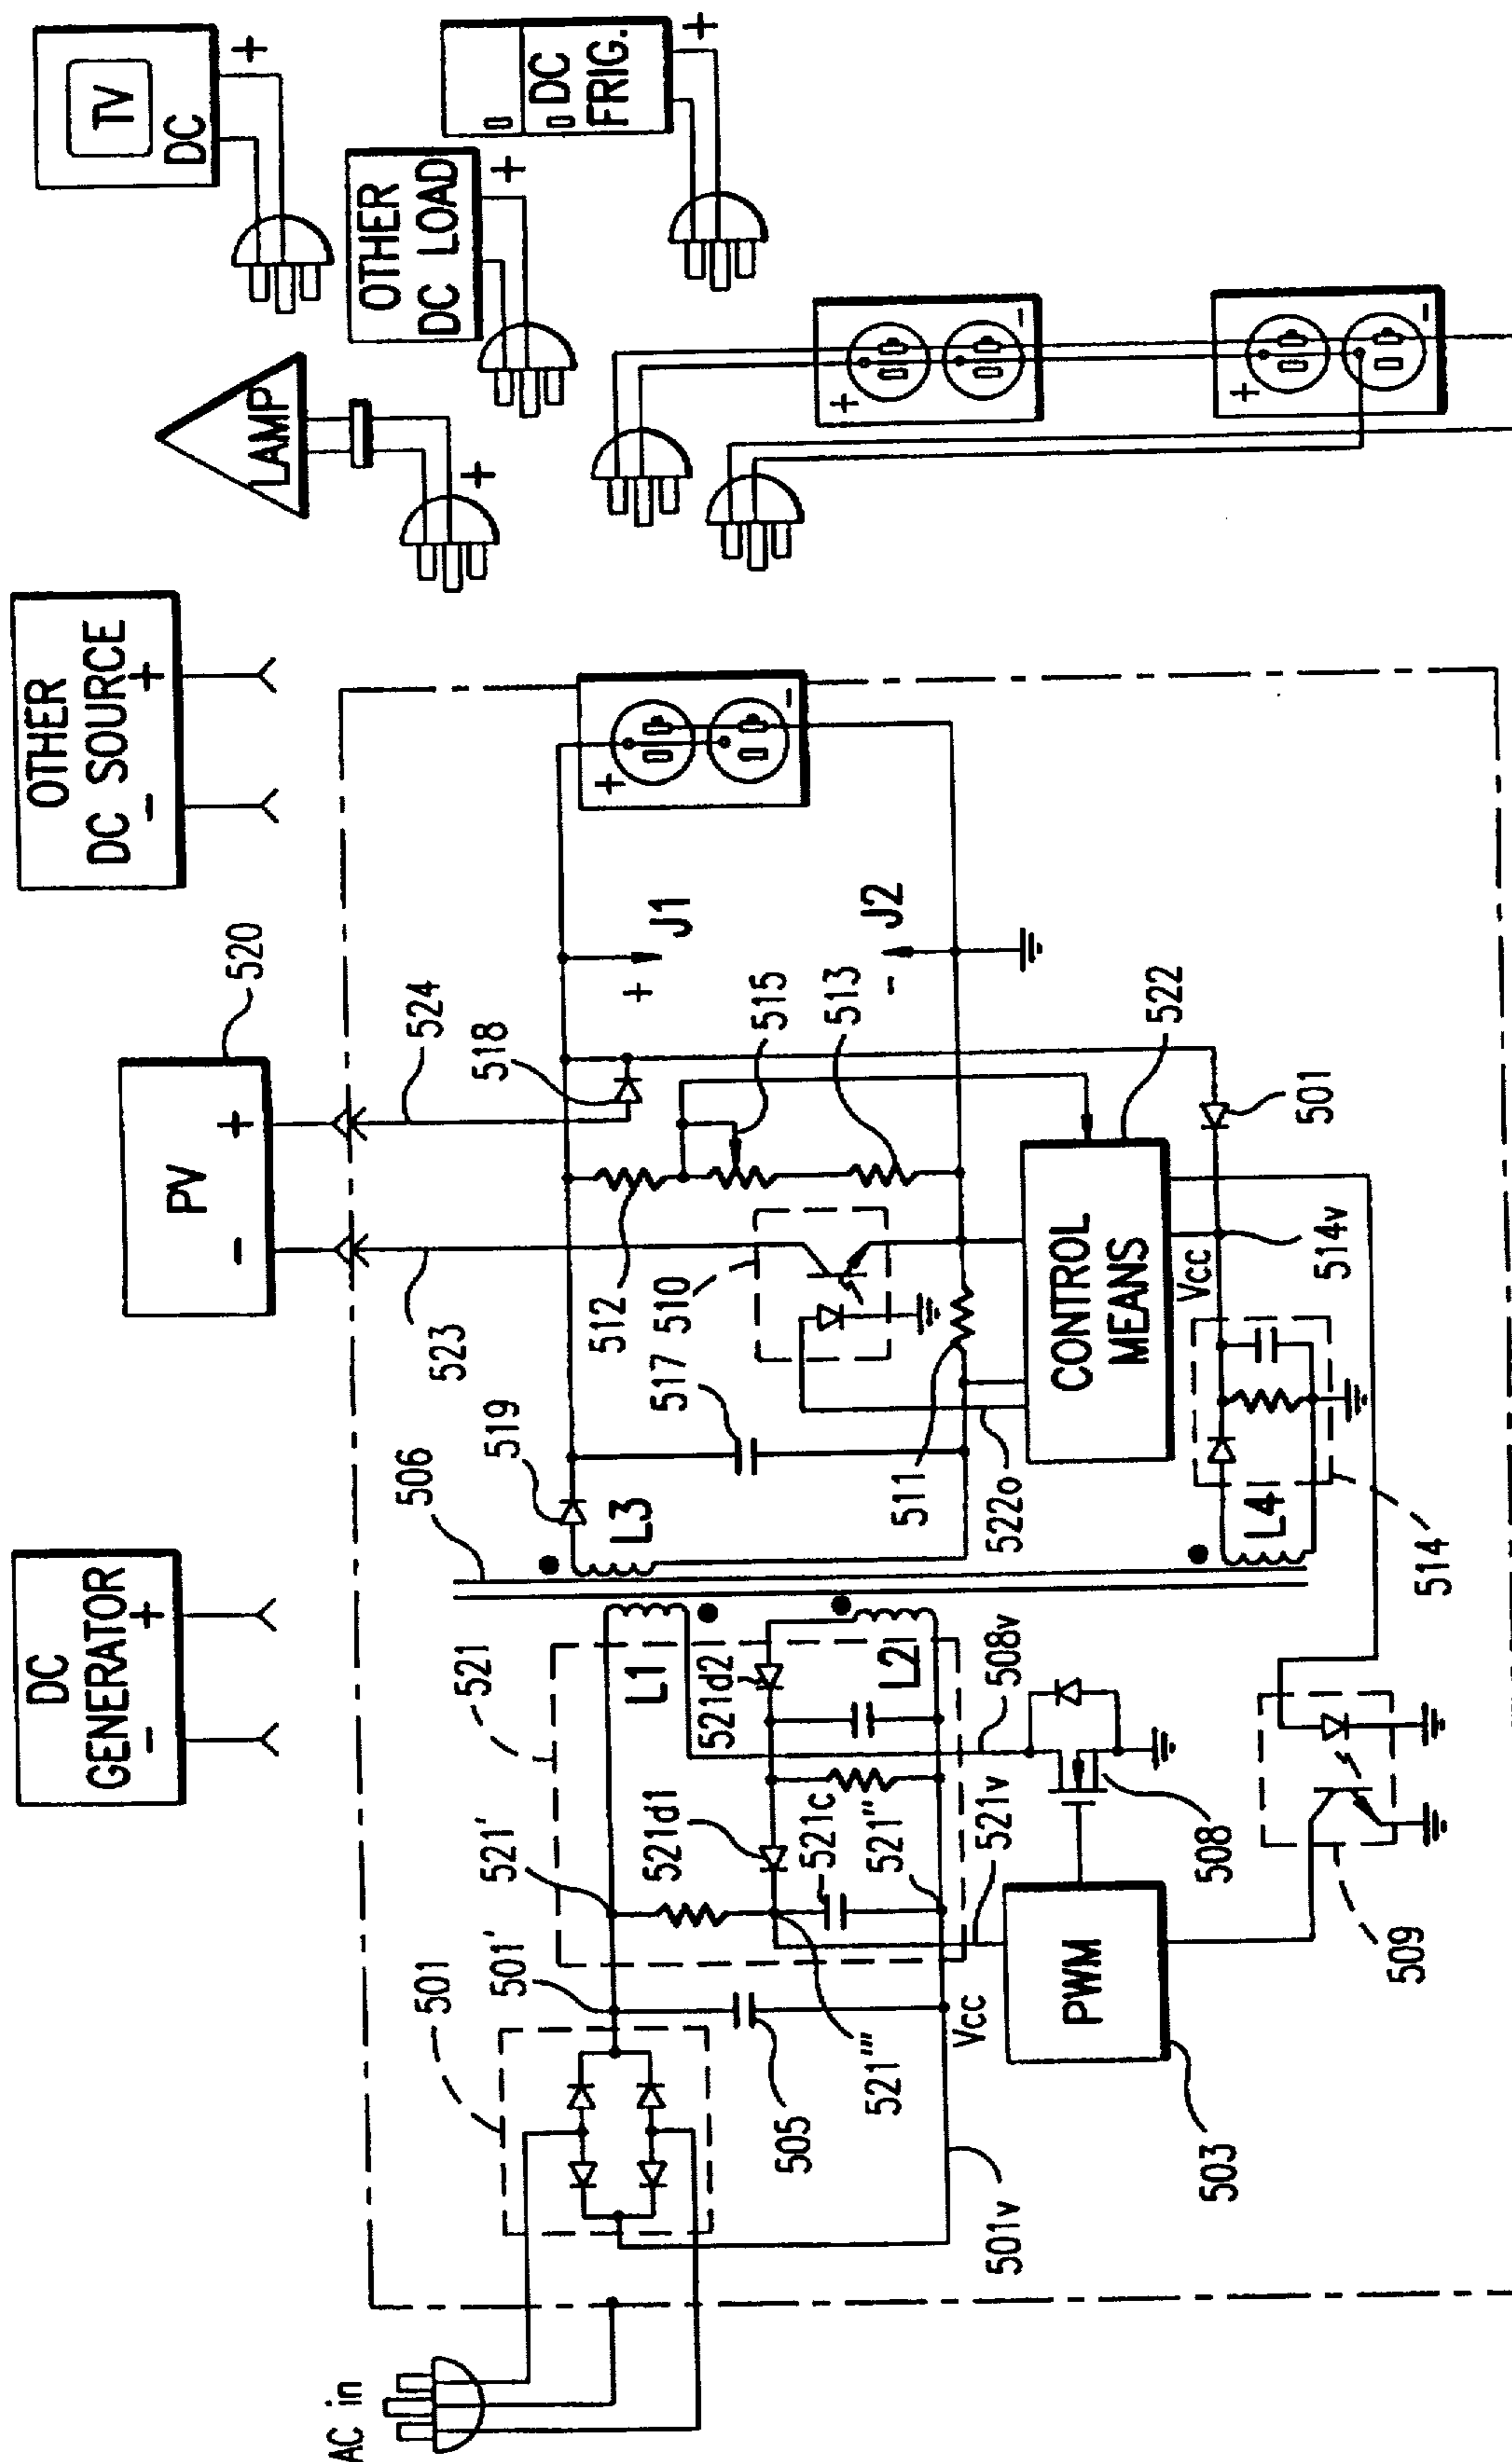 DC
GENERATOR
-
+
PV
-
+
520
OTHER
DC SOURCE
-
+
LAMP
+
TV
DC
+
OTHER
DC LOAD
+
DC
FRIG.
+
AC in
501
501'
521'
521
506
519
523
524
518
521d1
521d2
L1
L3
517
510
512
515
513
J1
+
J2
-
+
-
+
-
+
-
505
521'''
521c
521''
L2
508v
521v
501v
Vcc
PWM
503
508
509
511
522o
CONTROL
MEANS
522
501
Vcc
514v
L4
514